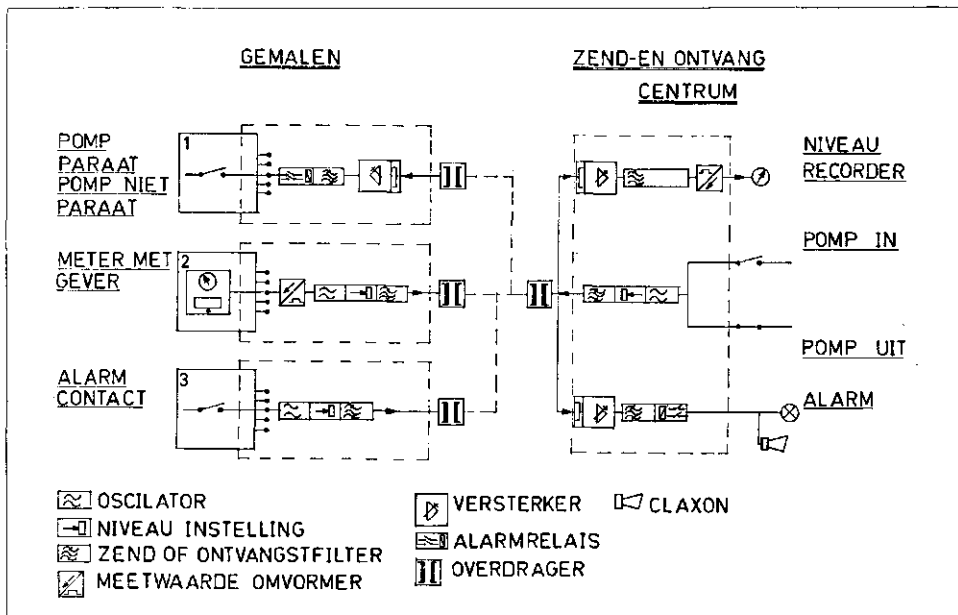 GEMALEN
ZEND-EN ONTVANG
CENTRUM
POMP
PARAAT
POMP NIET
PARAAT
1
NIVEAU
RECORDER
METER MET
GEVER
2
POMP IN
POMP UIT
ALARM
CONTACT
3
ALARM
OSCILATOR
NIVEAU INSTELLING
ZEND OF ONTVANGSTFILTER
MEETWAARDE OMVORMER
VERSTERKER
ALARMRELAIS
OVERDRAGER
CLAXON